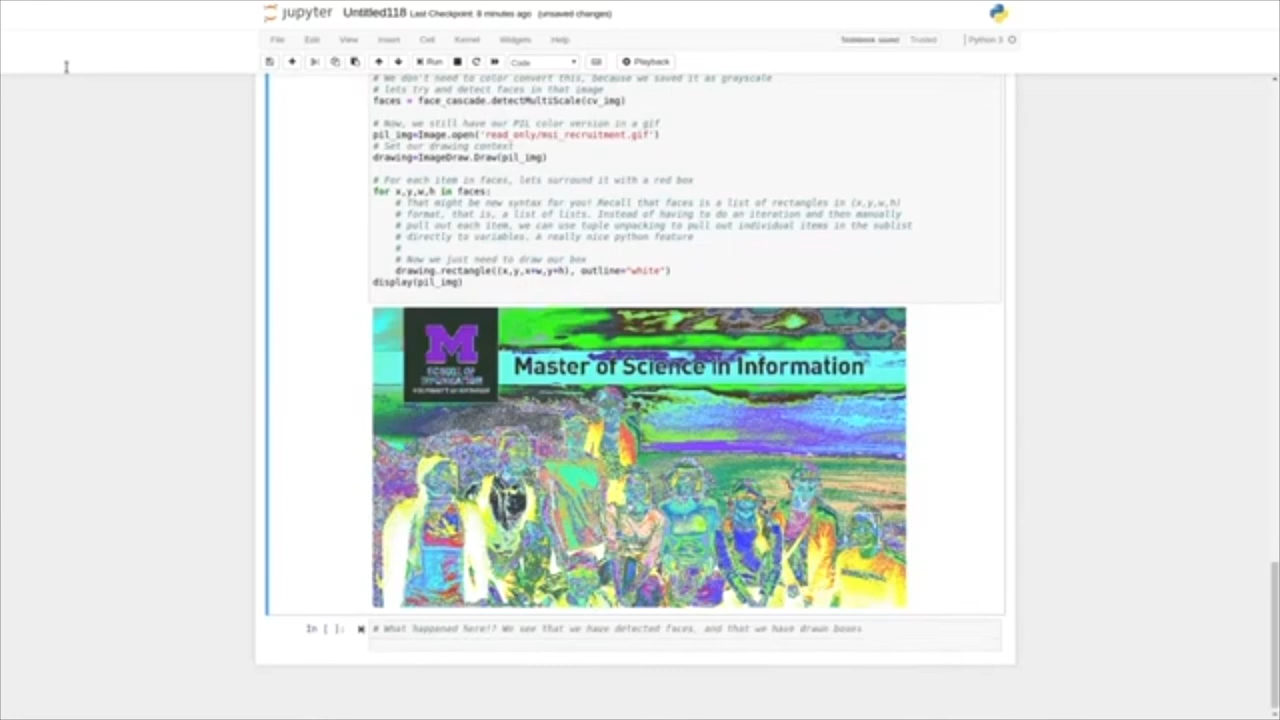 jupyter Untitled118 Last Checkpoint: 8 minutes ago (unsaved changes)
File Edit View Insert Cell Kernel Widgets Help Notebook saved Trusted Python 3
Run Code Playback
# We don't need to color convert this, because we saved it as grayscale
# lets try and detect faces in that image
faces = face_cascade.detectMultiScale(cv_img)
# Now, we still have our PIL color version in a gif
pil_img=Image.open('read_only/msi_recruitment.gif')
# Set our drawing context
drawing=ImageDraw.Draw(pil_img)
# For each item in faces, lets surround it with a red box
for x,y,w,h in faces:
# That might be new syntax for you! Recall that faces is a list of rectangles in (x,y,w,h)
# format, that is, a list of lists. Instead of having to do an iteration and then manually
# pull out each item, we can use tuple unpacking to pull out individual items in the sublist
# directly to variables. A really nice python feature
#
# Now we just need to draw our box
drawing.rectangle((x,y,x+w,y+h), outline="white")
display(pil_img)
M
SCHOOL OF
INFORMATION
Master of Science in Information
In [ ]: # What happened here!? We see that we have detected faces, and that we have drawn boxes